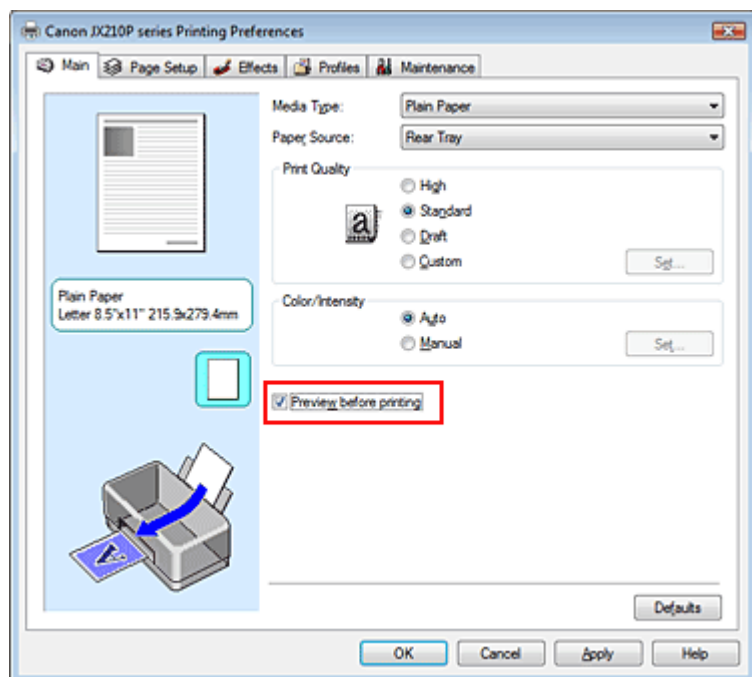 Canon JX210P series Printing Preferences
Main
Page Setup
Effects
Profiles
Maintenance
Media Type:
Plain Paper
Paper Source:
Rear Tray
Print Quality
High
Standard
Draft
Custom
Set...
a
Plain Paper
Letter 8.5"x11" 215.9x279.4mm
Color/Intensity
Auto
Manual
Set...
Preview before printing
Defaults
OK
Cancel
Apply
Help